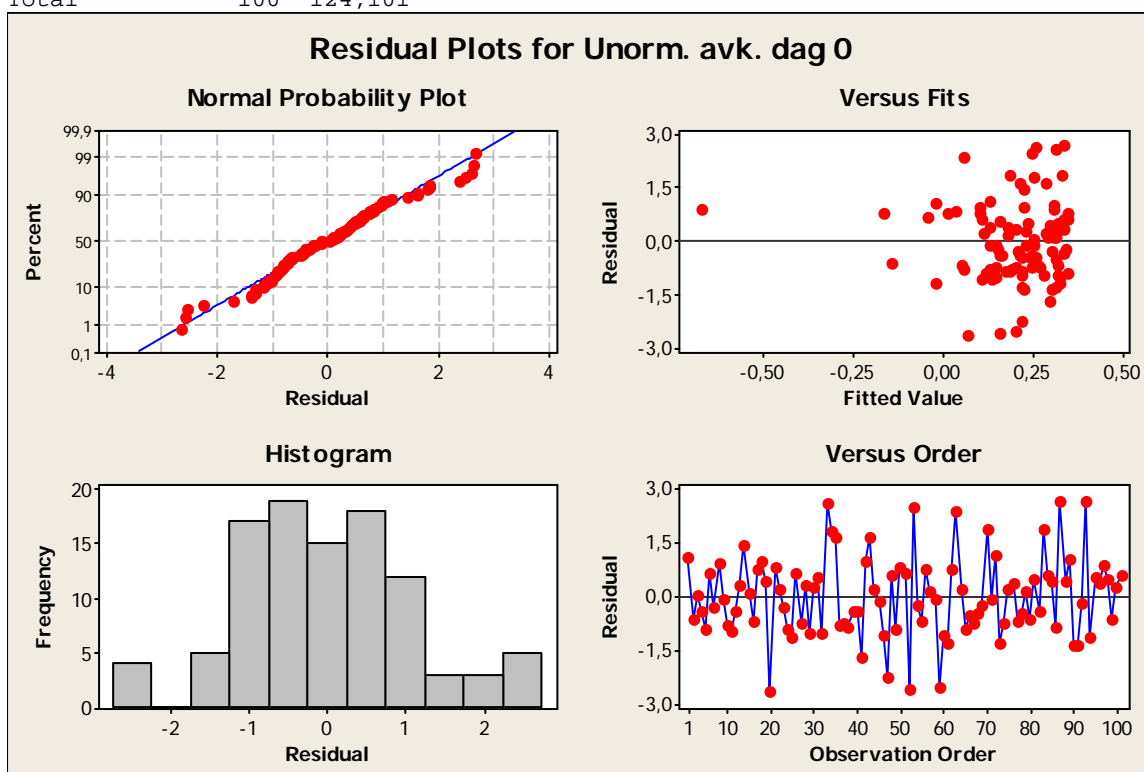 Total 100 124,101
Residual Plots for Unorm. avk. dag 0
Normal Probability Plot
99,9
99
90
50
10
1
0,1
Percent
-4 -2 0 2 4
Residual
Versus Fits
3,0
1,5
0,0
-1,5
-3,0
Residual
-0,50 -0,25 0,00 0,25 0,50
Fitted Value
Histogram
20
15
10
5
0
Frequency
-2 -1 0 1 2
Residual
Versus Order
3,0
1,5
0,0
-1,5
-3,0
Residual
1 10 20 30 40 50 60 70 80 90 100
Observation Order